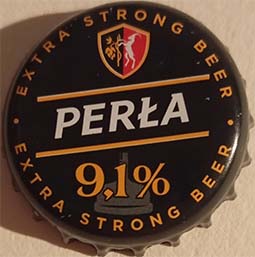 · EXTRA STRONG BEER ·
PERŁA
9,1%
EXTRA STRONG BEER